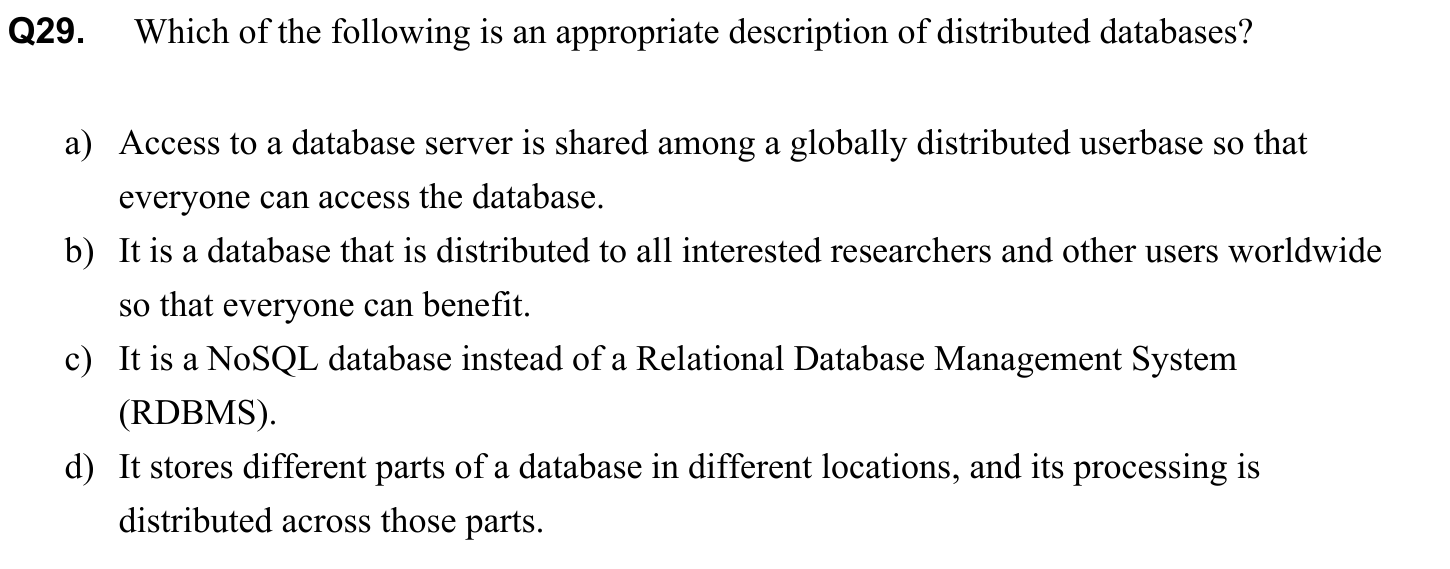 Q29. Which of the following is an appropriate description of distributed databases?
a) Access to a database server is shared among a globally distributed userbase so that
everyone can access the database.
b) It is a database that is distributed to all interested researchers and other users worldwide
so that everyone can benefit.
c) It is a NoSQL database instead of a Relational Database Management System
(RDBMS).
d) It stores different parts of a database in different locations, and its processing is
distributed across those parts.